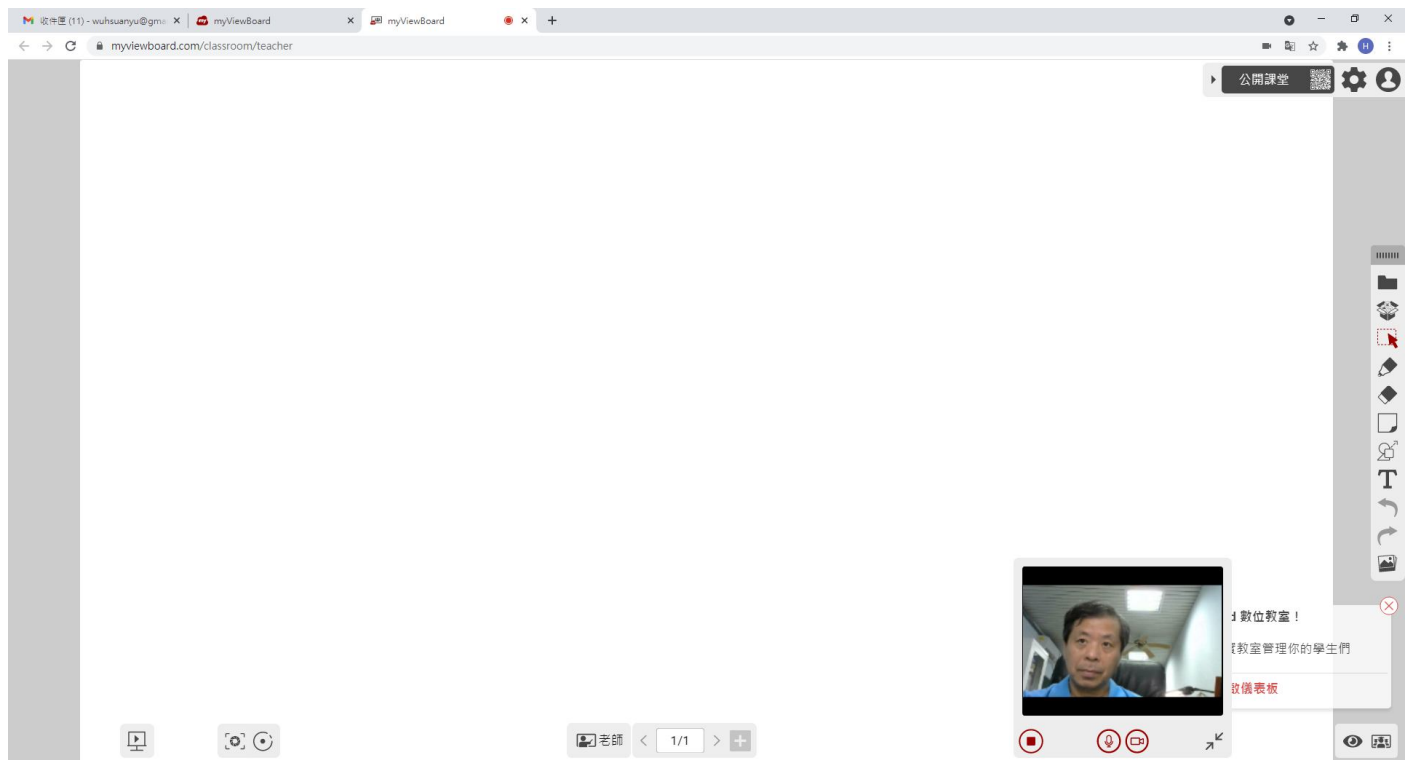 收件匣 (11) - wuhsuanyu@gma
myViewBoard
myViewBoard
myviewboard.com/classroom/teacher
H
公開課堂
T
d 數位教室！
教室管理你的學生們
儀表板
老師
1/1